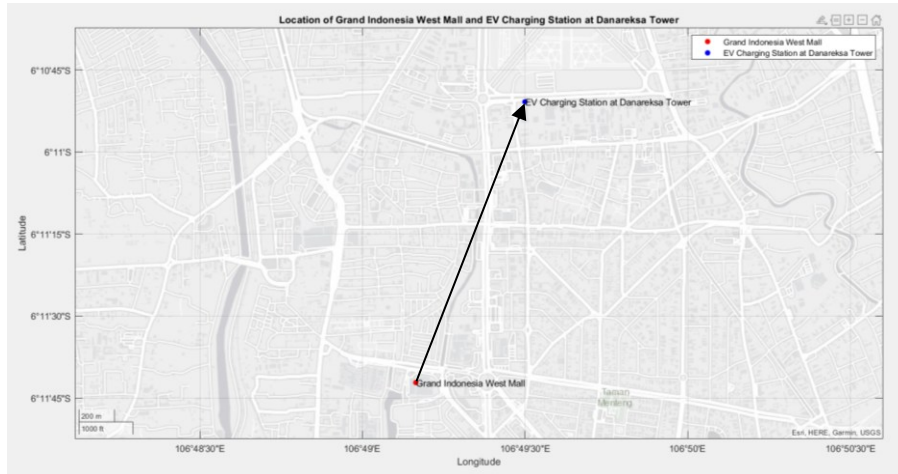 Location of Grand Indonesia West Mall and EV Charging Station at Danareksa Tower
Grand Indonesia West Mall
EV Charging Station at Danareksa Tower
6°10'45"S
EV Charging Station at Danareksa Tower
6°11'S
6°11'15"S
Latitude
6°11'30"S
Grand Indonesia West Mall
6°11'45"S
Taman
Menteng
200 m
1000 ft
Esri, HERE, Garmin, USGS
106°48'30"E
106°49'E
106°49'30"E
106°50'E
106°50'30"E
Longitude